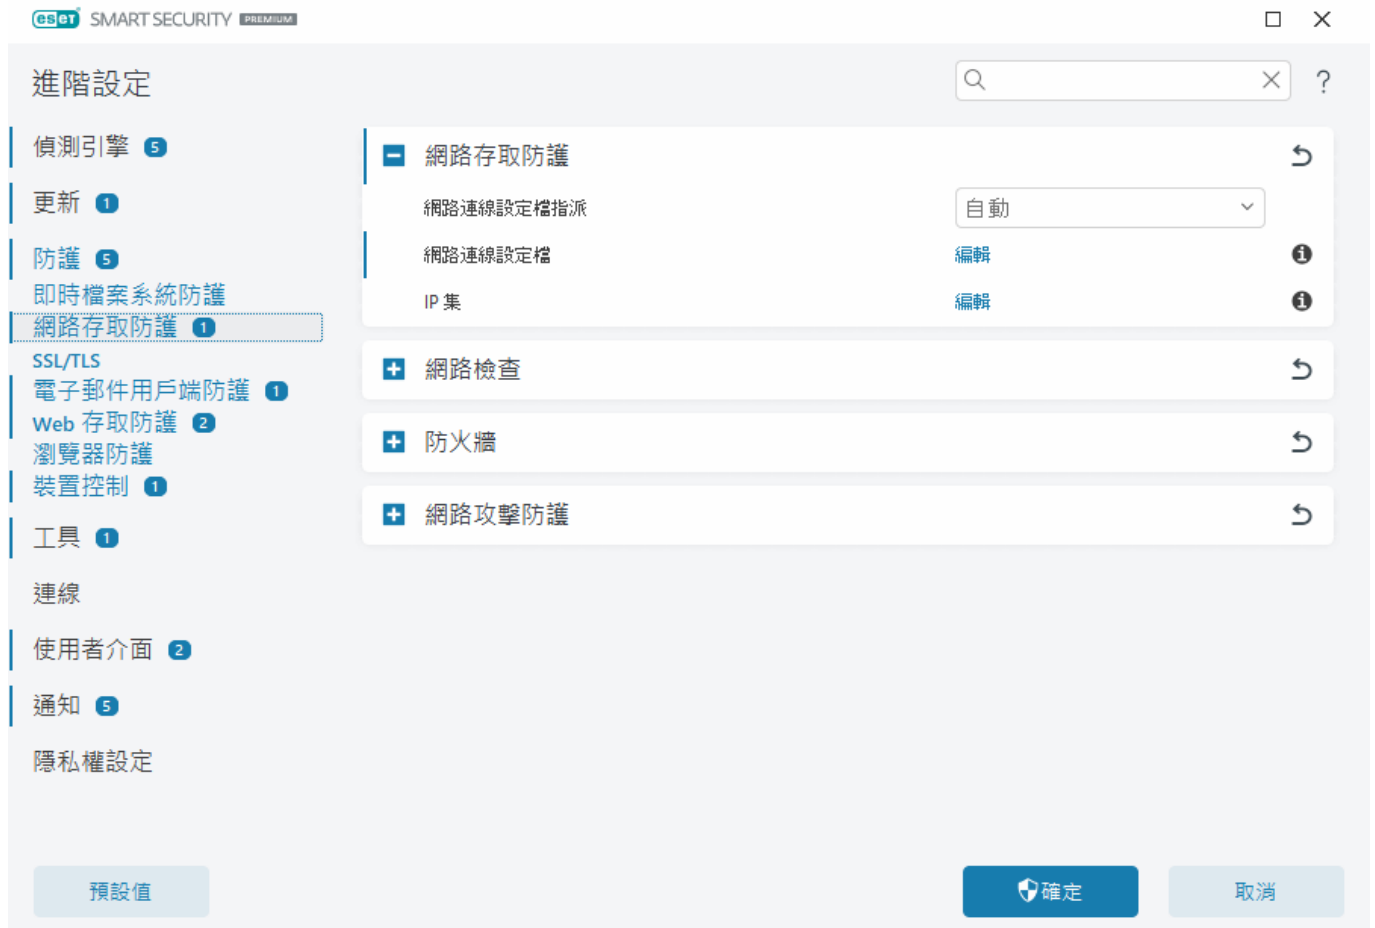 eseT SMART SECURITY PREMIUM
進階設定
?
偵測引擎 5
更新 1
防護 5
即時檔案系統防護
網路存取防護 1
SSL/TLS
電子郵件用戶端防護 1
Web 存取防護 2
瀏覽器防護
裝置控制 1
工具 1
連線
使用者介面 2
通知 5
隱私權設定
網路存取防護
網路連線設定檔指派 自動
網路連線設定檔 編輯
IP 集 編輯
網路檢查
防火牆
網路攻擊防護
預設值
確定
取消